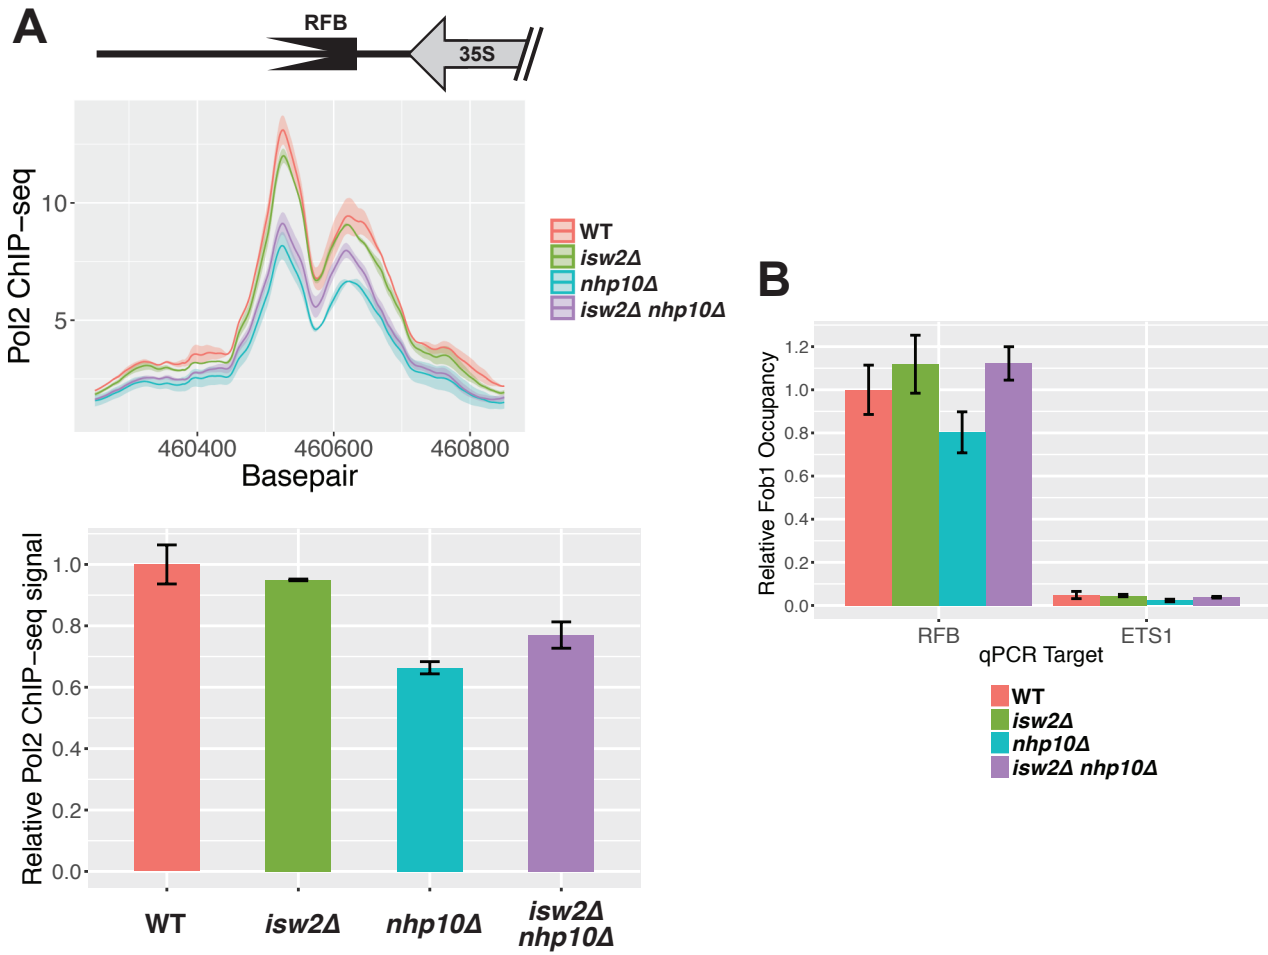 A
RFB
35S
Pol2 ChIP–seq
10
5
460400
460600
460800
Basepair
WT
isw2Δ
nhp10Δ
isw2Δ nhp10Δ
Relative Pol2 ChIP–seq signal
1.0
0.8
0.6
0.4
0.2
0.0
WT
isw2Δ
nhp10Δ
isw2Δ
nhp10Δ
B
Relative Fob1 Occupancy
1.2
1.0
0.8
0.6
0.4
0.2
0.0
RFB
ETS1
qPCR Target
WT
isw2Δ
nhp10Δ
isw2Δ nhp10Δ